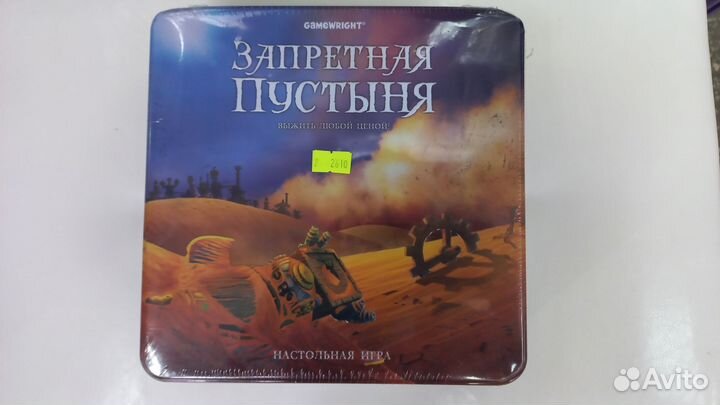 GAMEWRIGHT®
ЗАПРЕТНАЯ
ПУСТЫНЯ
ВЫЖИТЬ ЛЮБОЙ ЦЕНОЙ!
2610
НАСТОЛЬНАЯ ИГРА
Avito